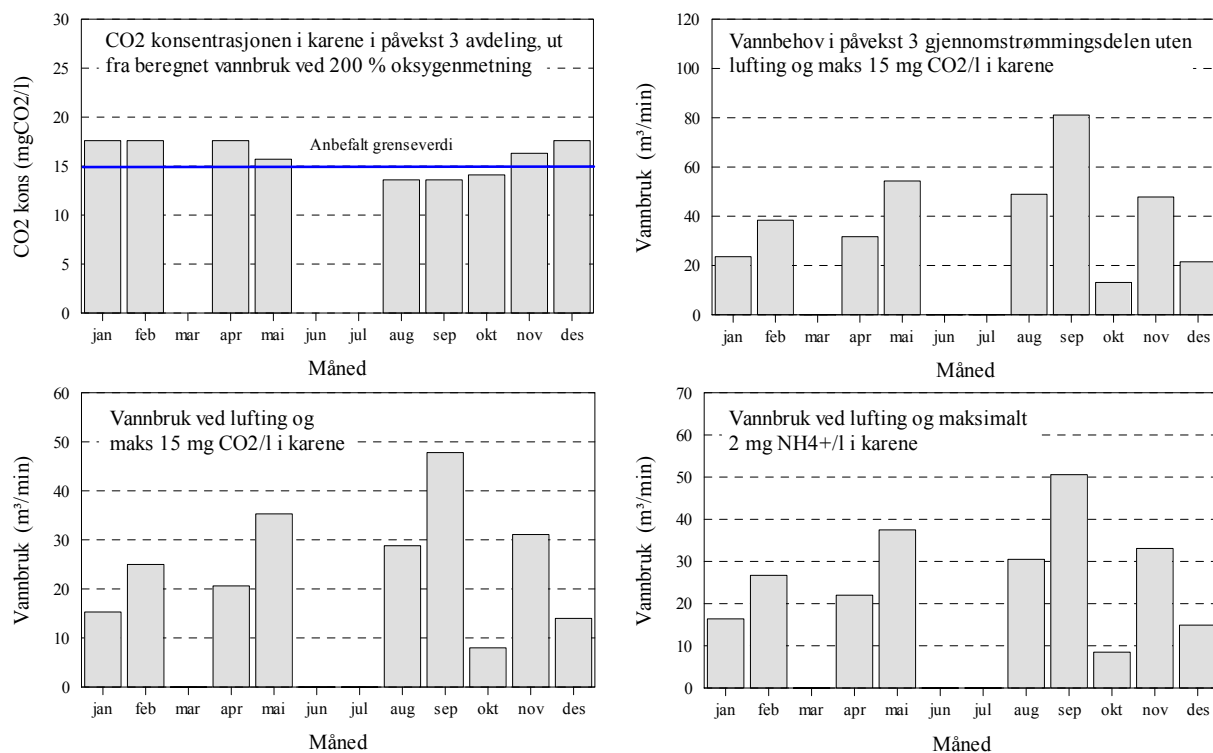 CO2 konsentrasjonen i karene i påvekst 3 avdeling, ut
fra beregnet vannbruk ved 200 % oksygenmetning
Anbefalt grenseverdi
CO2 kons (mgCO2/l)
30
25
20
15
10
5
0
jan feb mar apr mai jun jul aug sep okt nov des
Måned
Vannbehov i påvekst 3 gjennomstrømmingsdelen uten
lufting og maks 15 mg CO2/l i karene
Vannbruk (m³/min)
120
100
80
60
40
20
0
jan feb mar apr mai jun jul aug sep okt nov des
Måned
Vannbruk ved lufting og
maks 15 mg CO2/l i karene
Vannbruk (m³/min)
60
50
40
30
20
10
0
jan feb mar apr mai jun jul aug sep okt nov des
Måned
Vannbruk ved lufting og maksimalt
2 mg NH4+/l i karene
Vannbruk (m³/min)
70
60
50
40
30
20
10
0
jan feb mar apr mai jun jul aug sep okt nov des
Måned